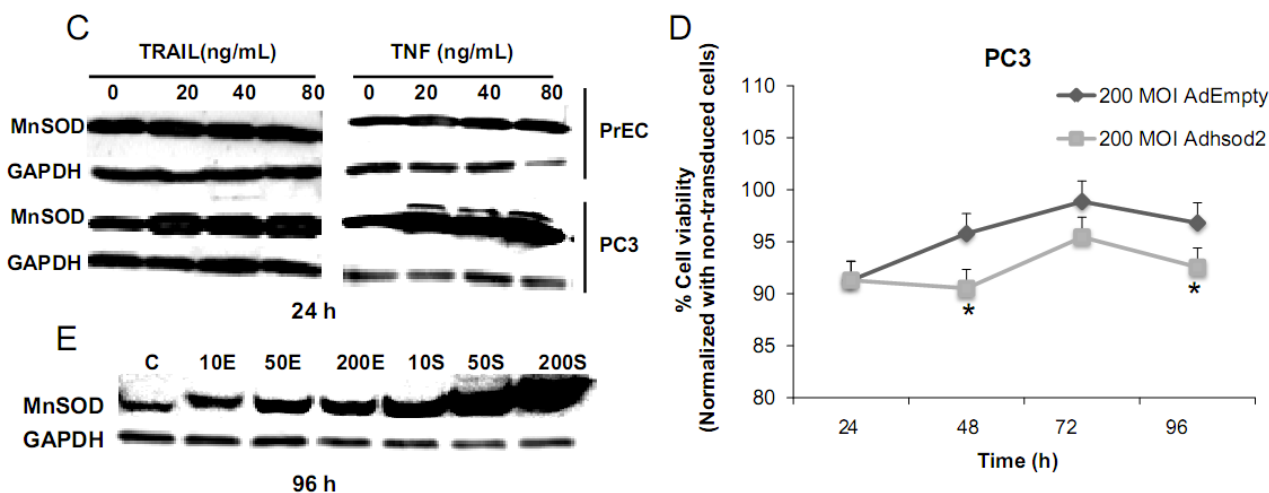 C
TRAIL(ng/mL) TNF (ng/mL)
0 20 40 80 0 20 40 80
MnSOD
GAPDH
PrEC
MnSOD
GAPDH
PC3
24 h
E
C 10E 50E 200E 10S 50S 200S
MnSOD
GAPDH
96 h
D
PC3
200 MOI AdEmpty
200 MOI Adhsod2
% Cell viability
(Normalized with non-transduced cells)
110
105
100
95
90
85
80
*
*
24 48 72 96
Time (h)